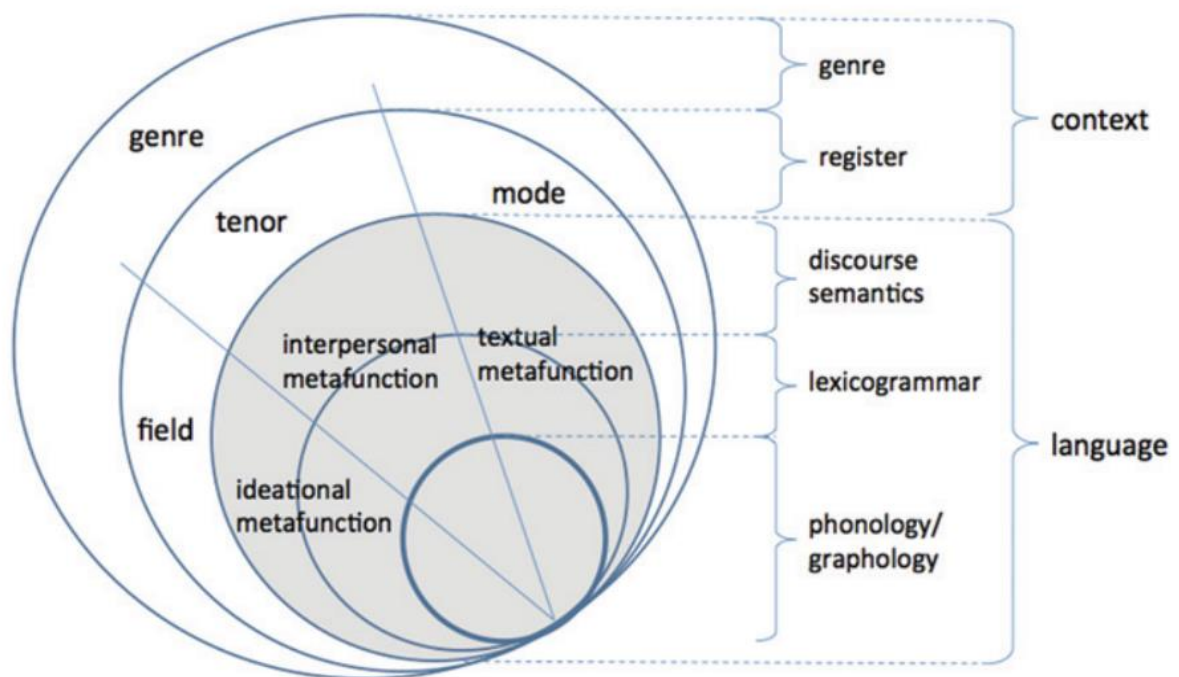 genre
tenor
mode
field
interpersonal
metafunction
textual
metafunction
ideational
metafunction
genre
register
discourse
semantics
lexicogrammar
phonology/
graphology
context
language